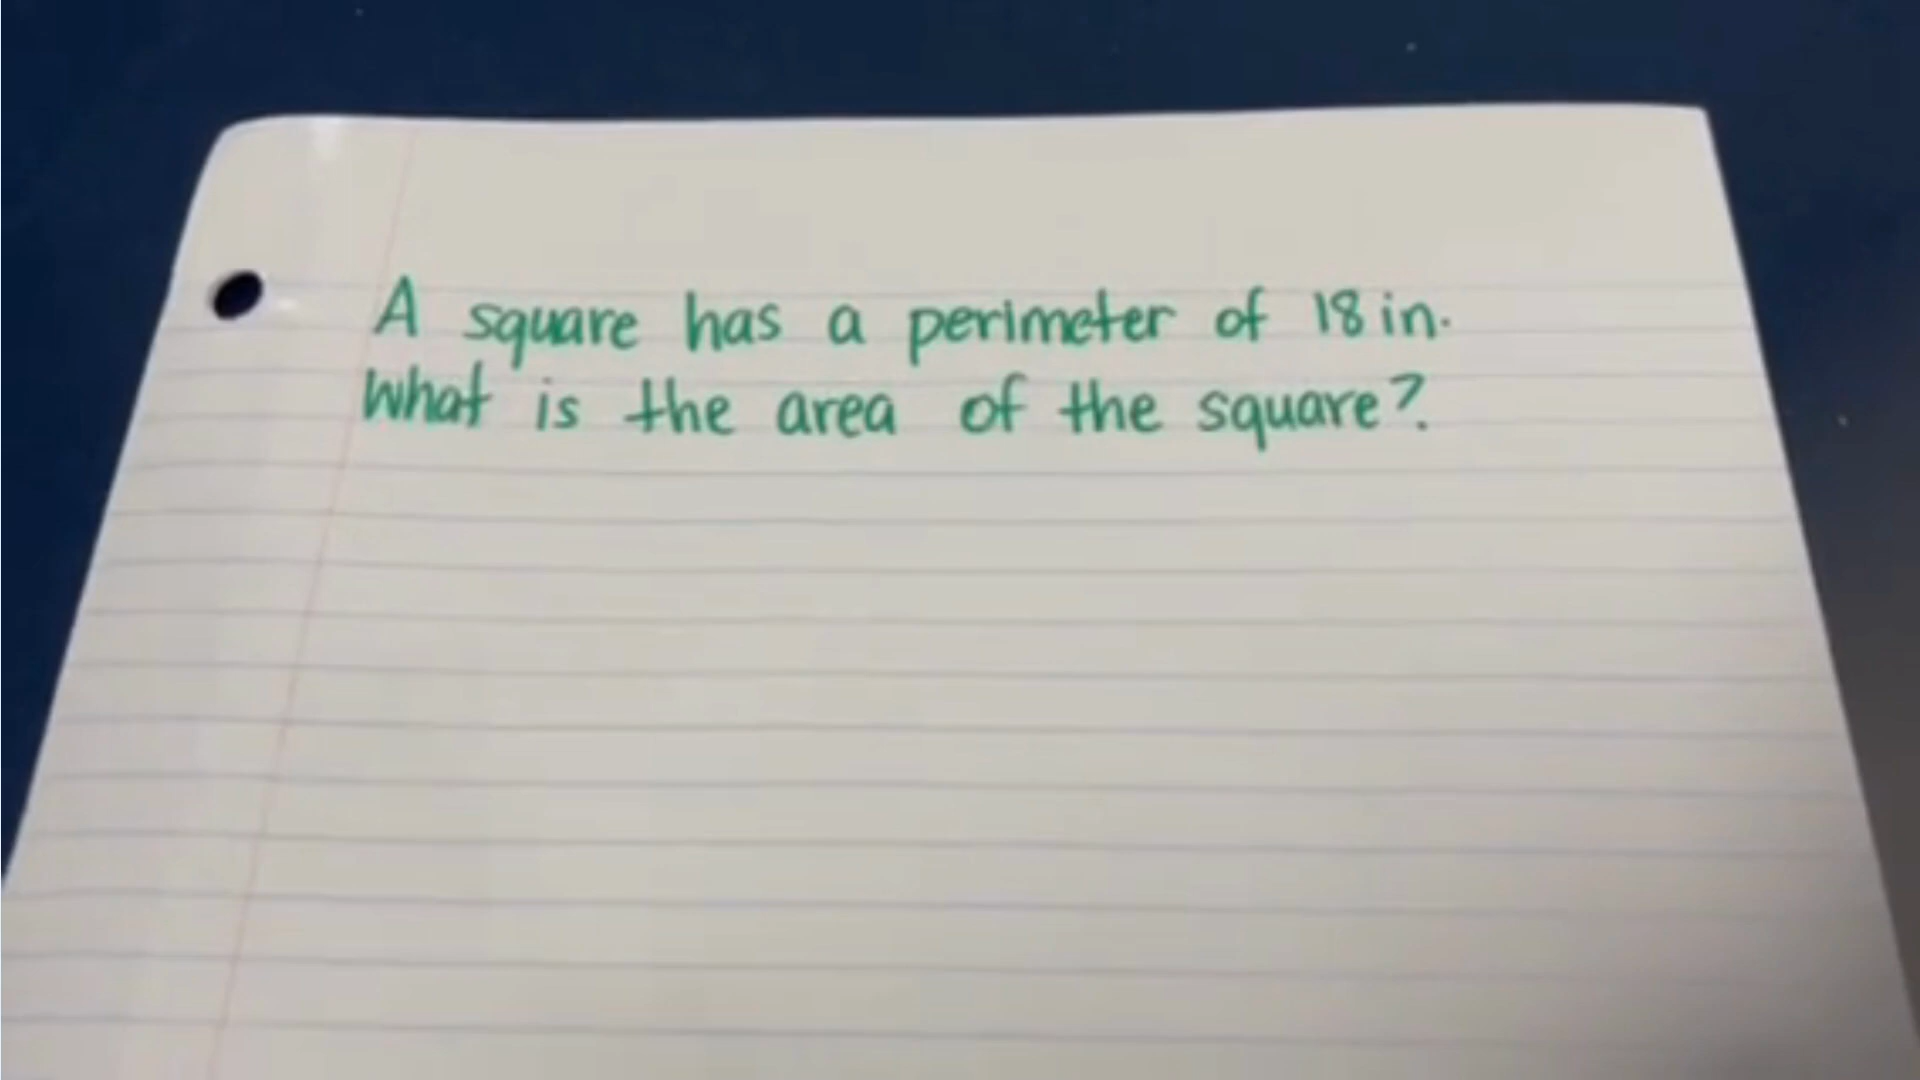 A square has a perimeter of 18 in.
What is the area of the square?